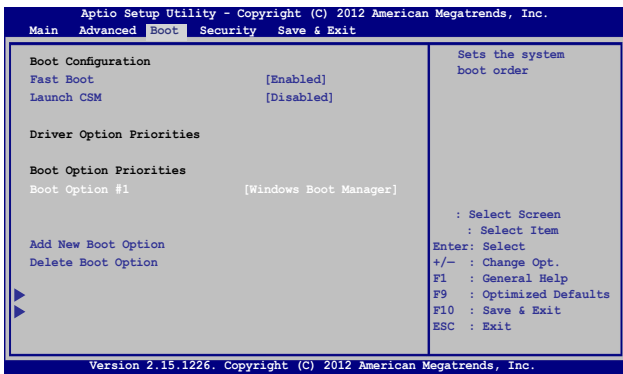 Aptio Setup Utility - Copyright (C) 2012 American Megatrends, Inc.
Main Advanced Boot Security Save & Exit
Boot Configuration
Fast Boot [Enabled]
Launch CSM [Disabled]
Driver Option Priorities
Boot Option Priorities
Boot Option #1 [Windows Boot Manager]
Add New Boot Option
Delete Boot Option
Sets the system
boot order
: Select Screen
: Select Item
Enter: Select
+/— : Change Opt.
F1 : General Help
F9 : Optimized Defaults
F10 : Save & Exit
ESC : Exit
Version 2.15.1226. Copyright (C) 2012 American Megatrends, Inc.